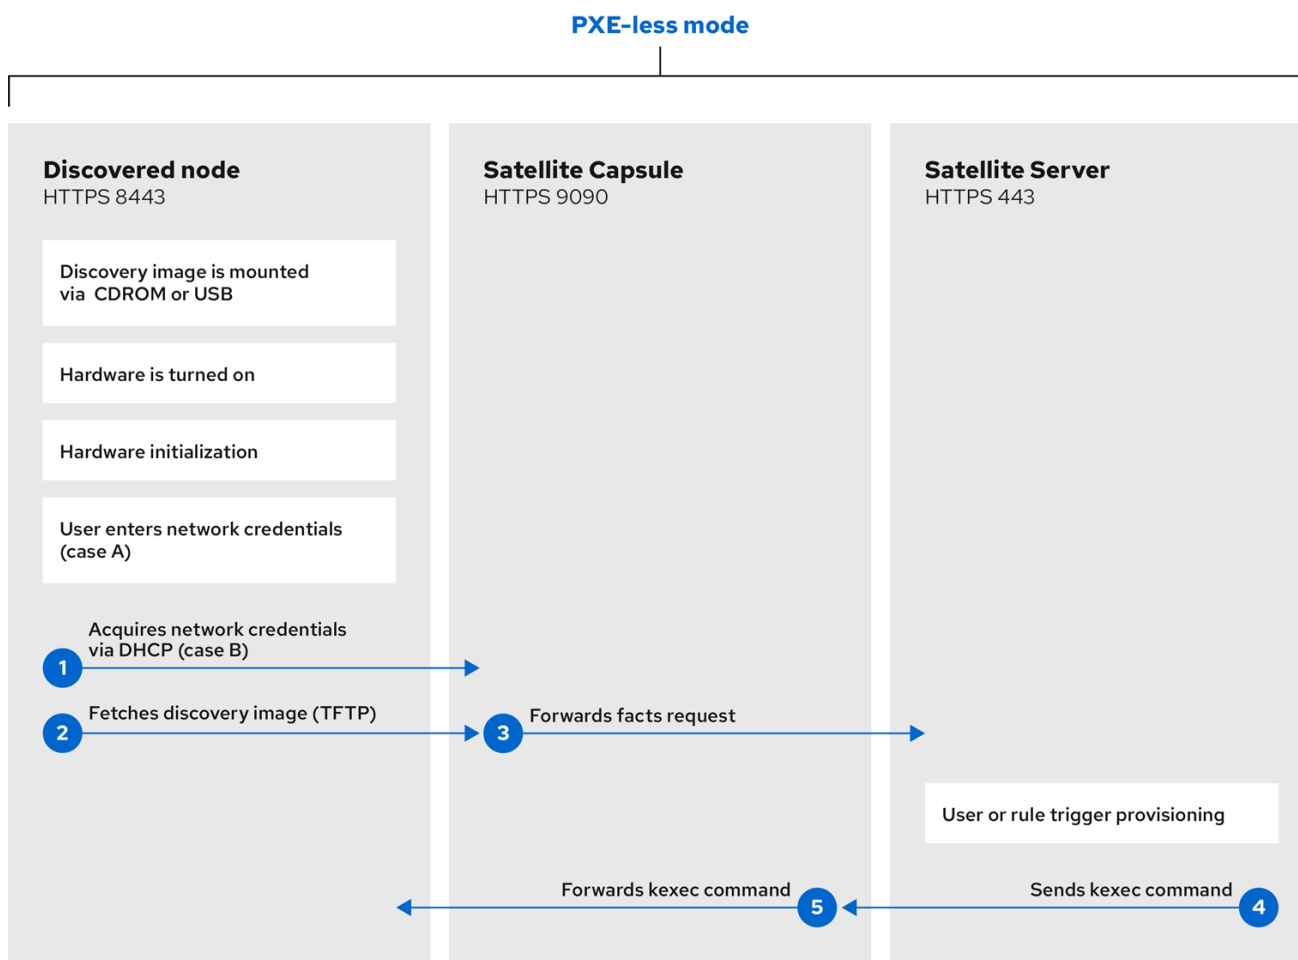 PXE-less mode
Discovered node
HTTPS 8443
Satellite Capsule
HTTPS 9090
Satellite Server
HTTPS 443
Discovery image is mounted
via CDROM or USB
Hardware is turned on
Hardware initialization
User enters network credentials
(case A)
Acquires network credentials
via DHCP (case B)
1
Fetches discovery image (TFTP)
2
Forwards facts request
3
User or rule trigger provisioning
Forwards kexec command
5
Sends kexec command
4